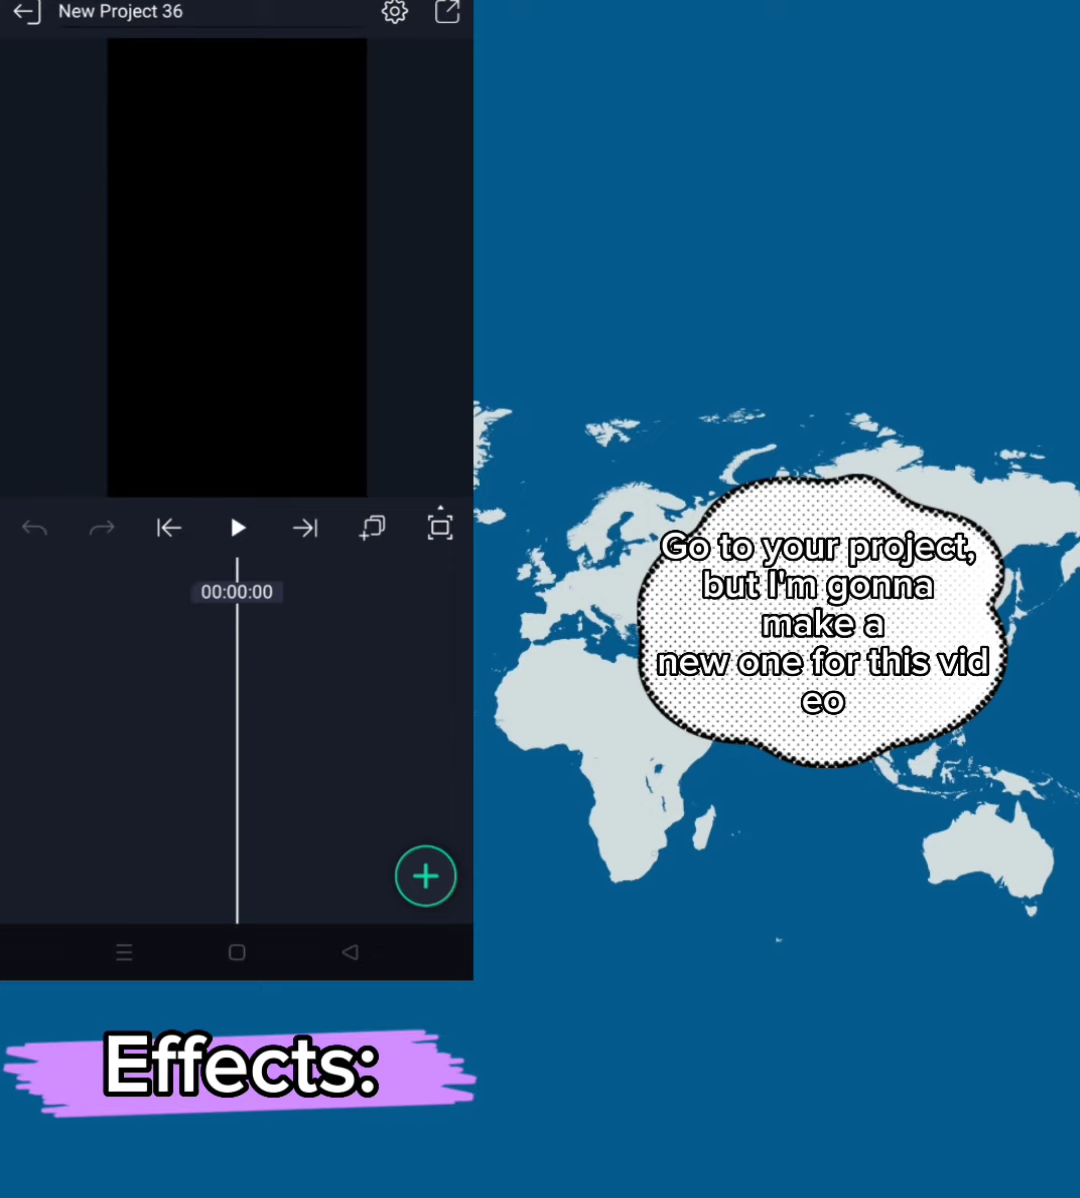 New Project 36
00:00:00
Go to your project,
but I'm gonna
make a
new one for this vid
eo
Effects: